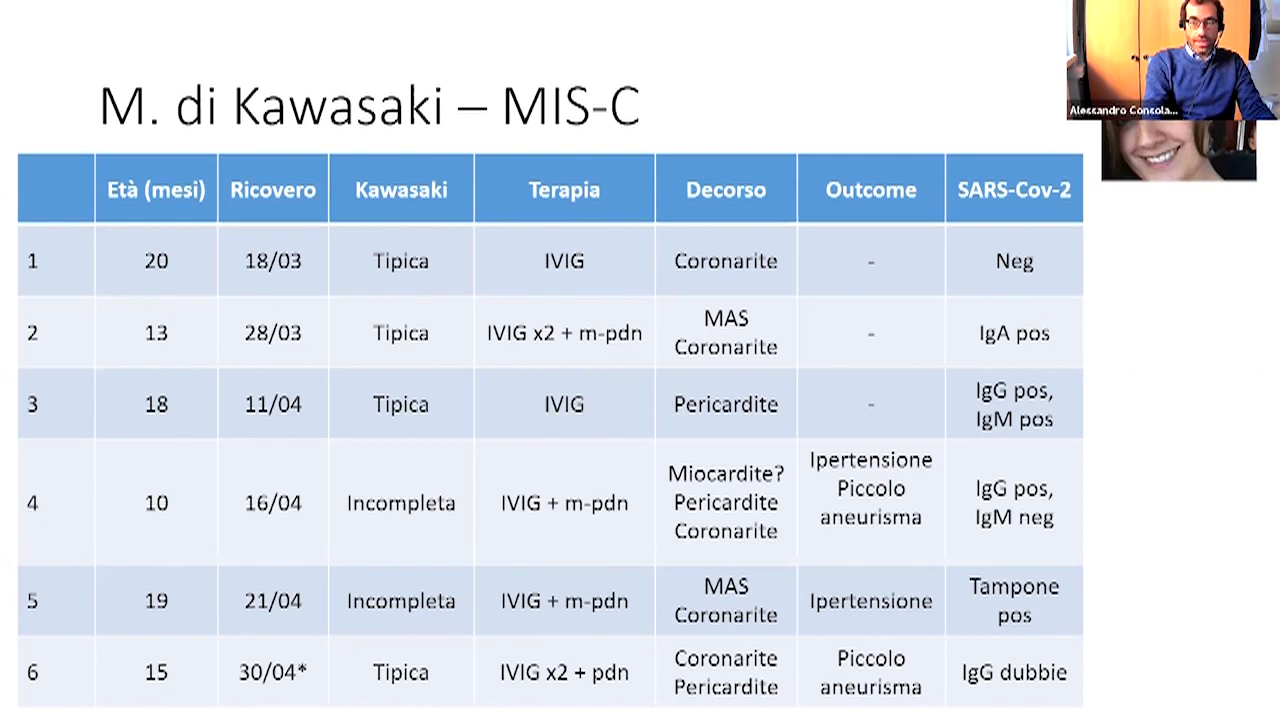 Alessandro Consola...
M. di Kawasaki – MIS-C
Età (mesi) Ricovero Kawasaki Terapia Decorso Outcome SARS-Cov-2
1 20 18/03 Tipica IVIG Coronarite - Neg
2 13 28/03 Tipica IVIG x2 + m-pdn MAS Coronarite - IgA pos
3 18 11/04 Tipica IVIG Pericardite - IgG pos, IgM pos
4 10 16/04 Incompleta IVIG + m-pdn Miocardite? Pericardite Coronarite Ipertensione Piccolo aneurisma IgG pos, IgM neg
5 19 21/04 Incompleta IVIG + m-pdn MAS Coronarite Ipertensione Tampone pos
6 15 30/04* Tipica IVIG x2 + pdn Coronarite Pericardite Piccolo aneurisma IgG dubbie